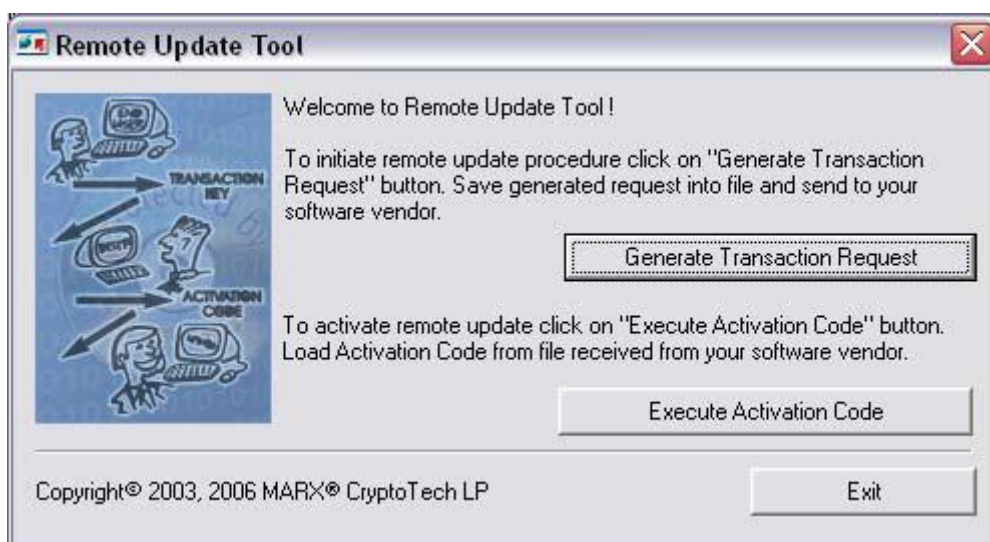 Remote Update Tool
Welcome to Remote Update Tool !
To initiate remote update procedure click on "Generate Transaction
Request" button. Save generated request into file and send to your
software vendor.
TRANSACTION
KEY
Generate Transaction Request
ACTIVATION
CODE
To activate remote update click on "Execute Activation Code" button.
Load Activation Code from file received from your software vendor.
Execute Activation Code
Copyright© 2003, 2006 MARX® CryptoTech LP
Exit